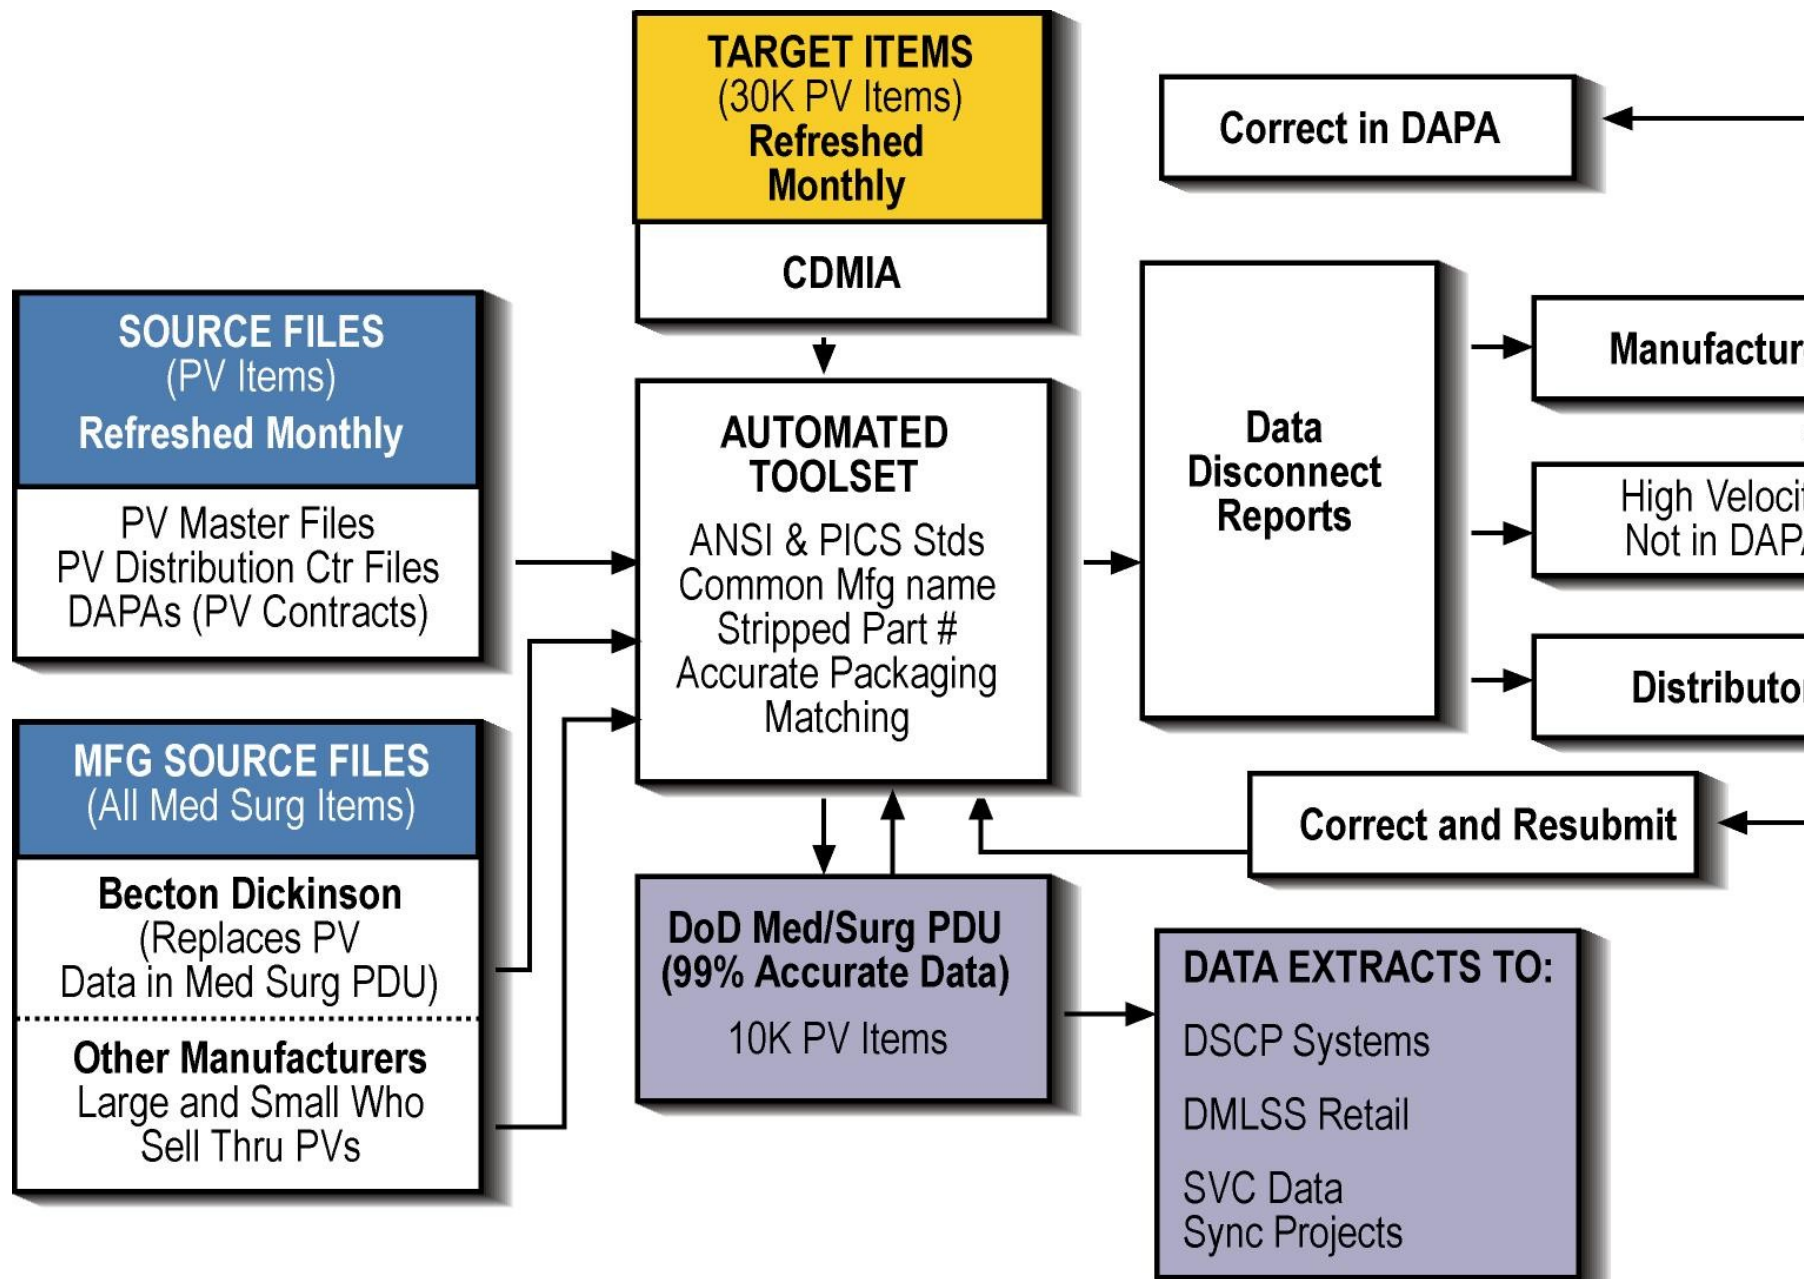 TARGET ITEMS
(30K PV Items)
Refreshed
Monthly
CDMIA
Correct in DAPA
SOURCE FILES
(PV Items)
Refreshed Monthly
PV Master Files
PV Distribution Ctr Files
DAPAs (PV Contracts)
MFG SOURCE FILES
(All Med Surg Items)
Becton Dickinson
(Replaces PV
Data in Med Surg PDU)
Other Manufacturers
Large and Small Who
Sell Thru PVs
AUTOMATED
TOOLSET
ANSI & PICS Stds
Common Mfg name
Stripped Part #
Accurate Packaging
Matching
Data
Disconnect
Reports
High
Not in
Correct and Resubmit
DoD Med/Surg PDU
(99% Accurate Data)
10K PV Items
DATA EXTRACTS TO:
DSCP Systems
DMLSS Retail
SVC Data
Sync Projects